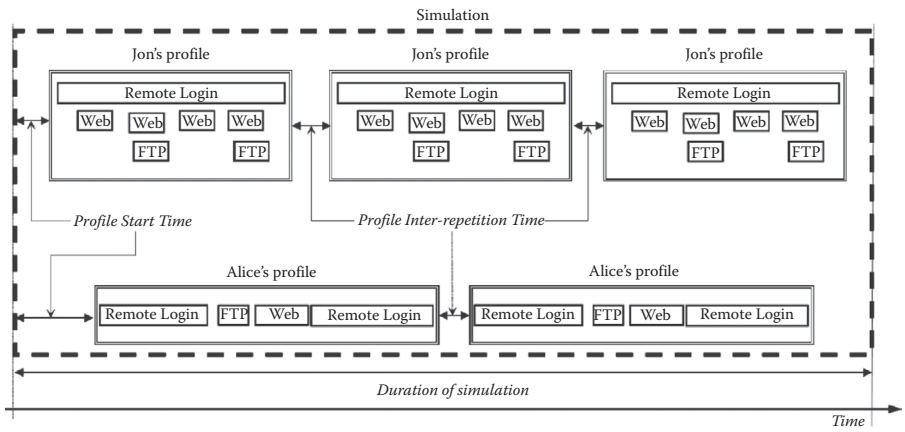 Simulation
Jon's profile Jon's profile Jon's profile
Remote Login Remote Login Remote Login
Web Web Web Web Web Web Web Web Web Web Web Web
FTP FTP FTP FTP FTP FTP
Profile Start Time Profile Inter-repetition Time
Alice's profile Alice's profile
Remote Login FTP Web Remote Login Remote Login FTP Web Remote Login
Duration of simulation
Time